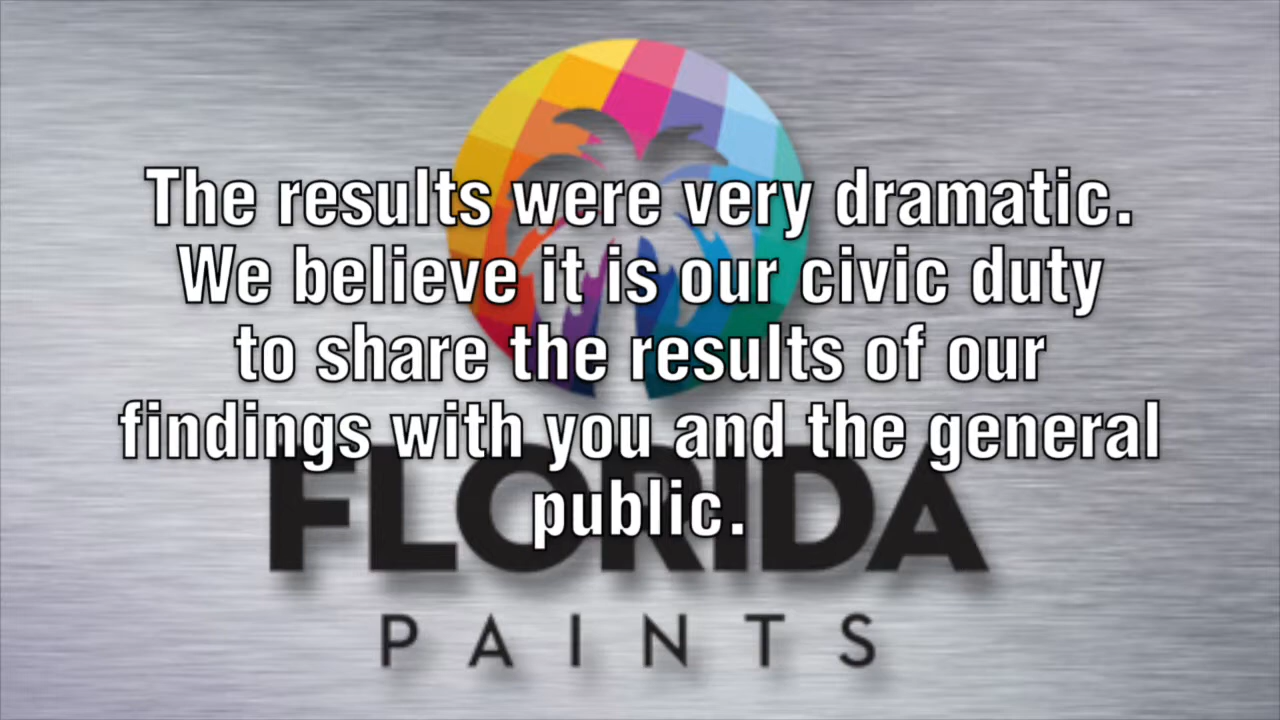 The results were very dramatic.
We believe it is our civic duty
to share the results of our
findings with you and the general
public.
FLORIDA
PAINTS